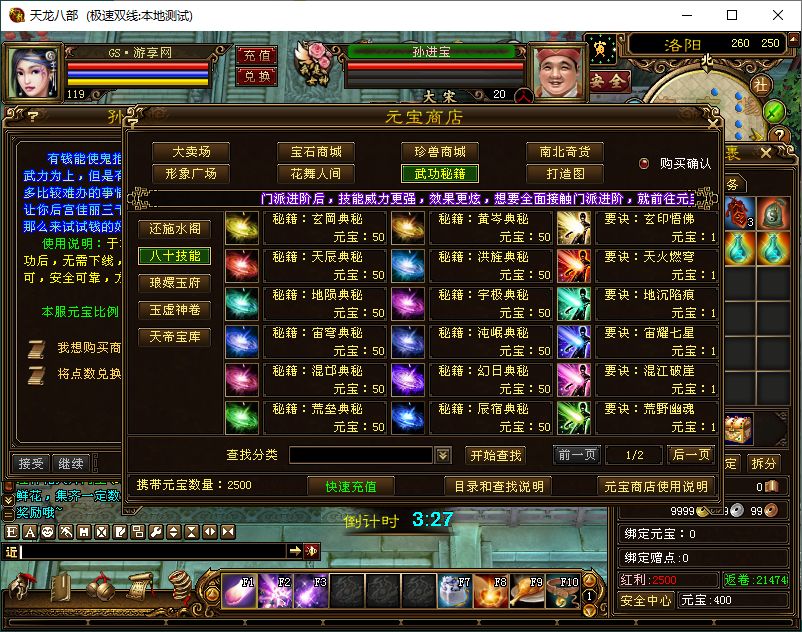 天龙八部 (极速双线:本地测试)
GS·游享网
119
充值
兑换
孙进宝
大宋
20
安全
洛阳
260 250
北
社
?
孙
元宝商店
裹
有钱能使鬼推
武力为上，但是有
多比较难办的事情
让你后宫佳丽三千
那么来试试钱的好
使用说明：于
功后，无需下线，
可，安全可靠，方
本服元宝比例
我想购买商
将点数兑换
接受
继续
大卖场
宝石商城
珍兽商城
南北奇货
形象广场
花舞人间
武功秘籍
打造图
购买确认
门派进阶后，技能威力更强，效果更炫，想要全面接触门派进阶，就前往元
还施水阁
八十技能
琅嬛玉府
玉虚神卷
天帝宝库
秘籍：玄岡典秘
元宝：50
秘籍：黄岑典秘
元宝：50
要诀：玄印悟佛
元宝：1
秘籍：天辰典秘
元宝：50
秘籍：洪旌典秘
元宝：50
要诀：天火燃穹
元宝：1
秘籍：地陨典秘
元宝：50
秘籍：宇极典秘
元宝：50
要诀：地沉陷痕
元宝：1
秘籍：宙穹典秘
元宝：50
秘籍：沌岷典秘
元宝：50
要诀：宙耀七星
元宝：1
秘籍：混邙典秘
元宝：50
秘籍：幻日典秘
元宝：50
要诀：混江破崖
元宝：1
秘籍：荒垒典秘
元宝：50
秘籍：辰宿典秘
元宝：50
要诀：荒野幽魂
元宝：1
查找分类
开始查找
前一页
1/2
后一页
携带元宝数量：2500
快速充值
目录和查找说明
元宝商店使用说明
务
3
定
拆分
0
9999 99 99
绑定元宝：0
绑定赠点:0
红利:2500
返卷:21474
安全中心
元宝:400
鲜花，集齐一定数
奖励哦~
倒计时 3:27
近
F1
F2
F3
F7
F8
F9
F10
1